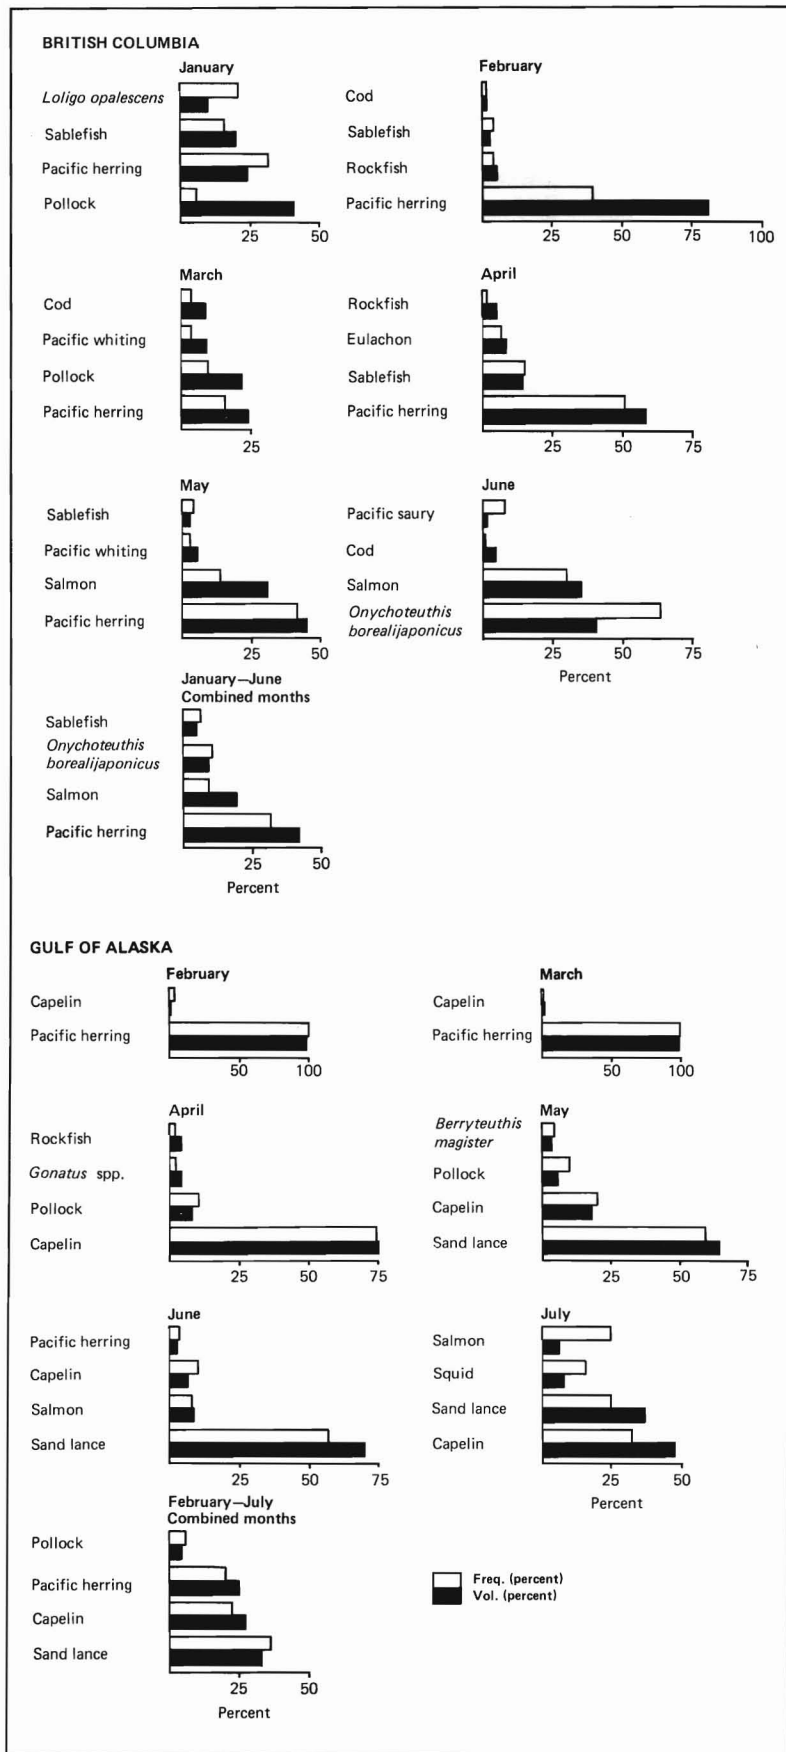 BRITISH COLUMBIA
January
Loligo opalescens
Sablefish
Pacific herring
Pollock
25 50
February
Cod
Sablefish
Rockfish
Pacific herring
25 50 75 100
March
Cod
Pacific whiting
Pollock
Pacific herring
25
April
Rockfish
Eulachon
Sablefish
Pacific herring
25 50 75
May
Sablefish
Pacific whiting
Salmon
Pacific herring
25 50
June
Pacific saury
Cod
Salmon
Onychoteuthis
borealijaponicus
25 50 75
Percent
January—June
Combined months
Sablefish
Onychoteuthis
borealijaponicus
Salmon
Pacific herring
25 50
Percent
GULF OF ALASKA
February
Capelin
Pacific herring
50 100
March
Capelin
Pacific herring
50 100
April
Rockfish
Gonatus spp.
Pollock
Capelin
25 50 75
May
Berryteuthis
magister
Pollock
Capelin
Sand lance
25 50 75
June
Pacific herring
Capelin
Salmon
Sand lance
25 50 75
July
Salmon
Squid
Sand lance
Capelin
25 50
Percent
February—July
Combined months
Pollock
Pacific herring
Capelin
Sand lance
25 50
Percent
Freq. (percent)
Vol. (percent)